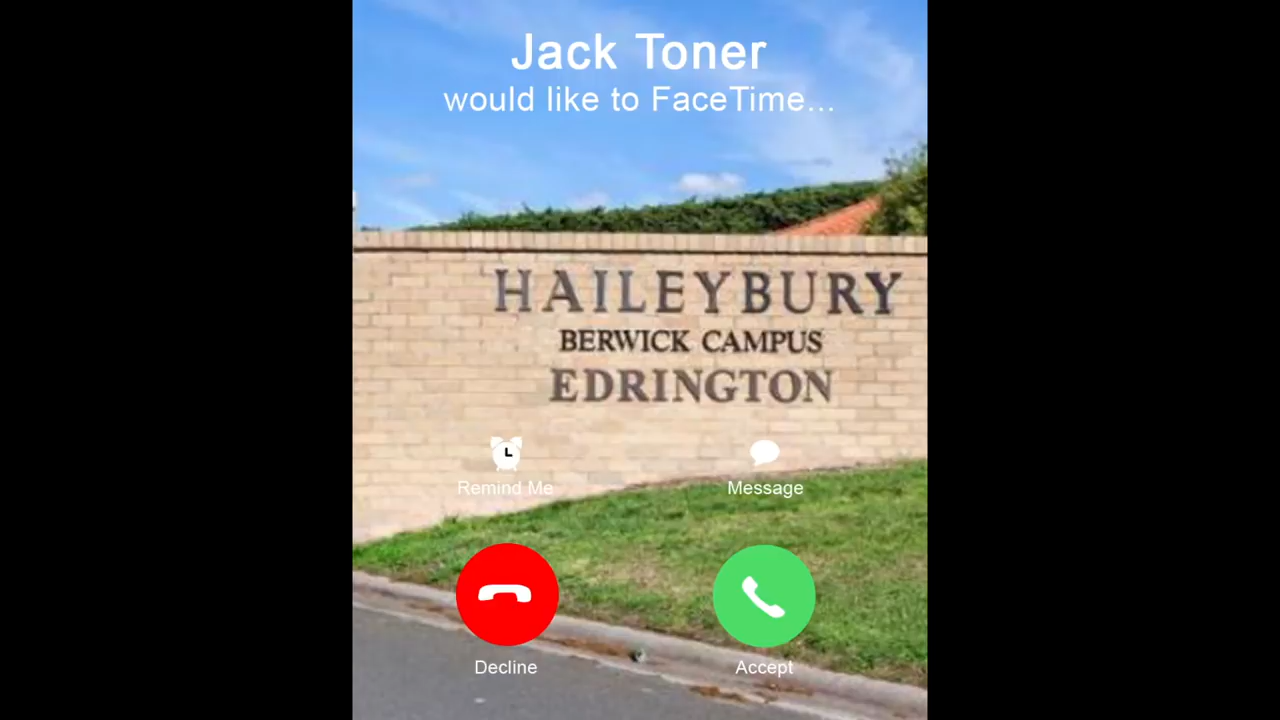 Jack Toner
would like to FaceTime...
HAILEYBURY
BERWICK CAMPUS
EDRINGTON
Remind Me
Message
Decline
Accept